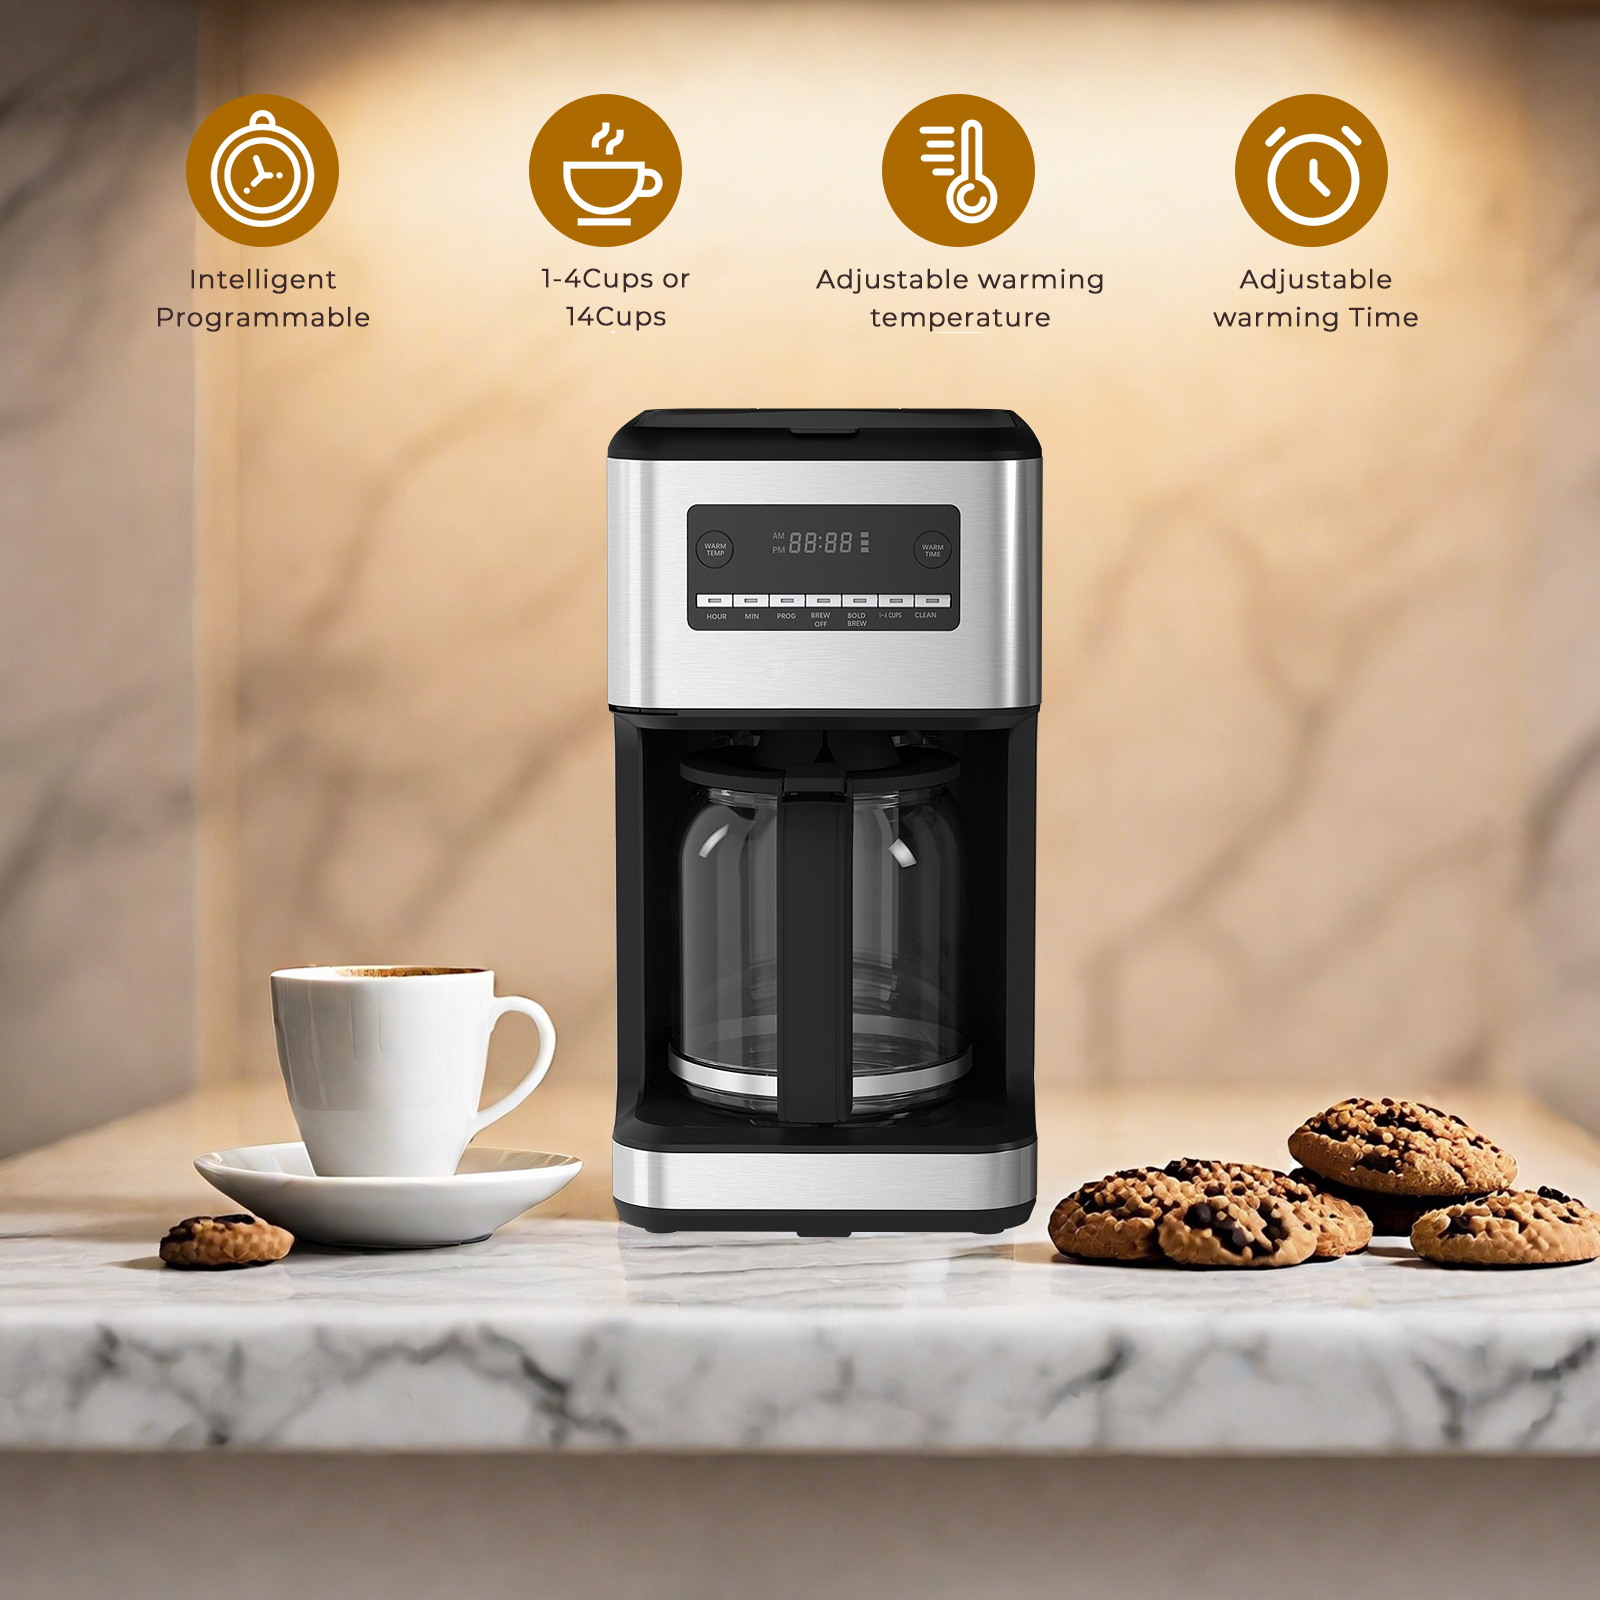 Intelligent
Programmable
1-4Cups or
14Cups
Adjustable warming
temperature
Adjustable
warming Time
WARM
TEMP
AM
PM
88:88
WARM
TIME
HOUR
MIN
PROG
BREW
OFF
BOLD
BREW
1-4 CUPS
CLEAN